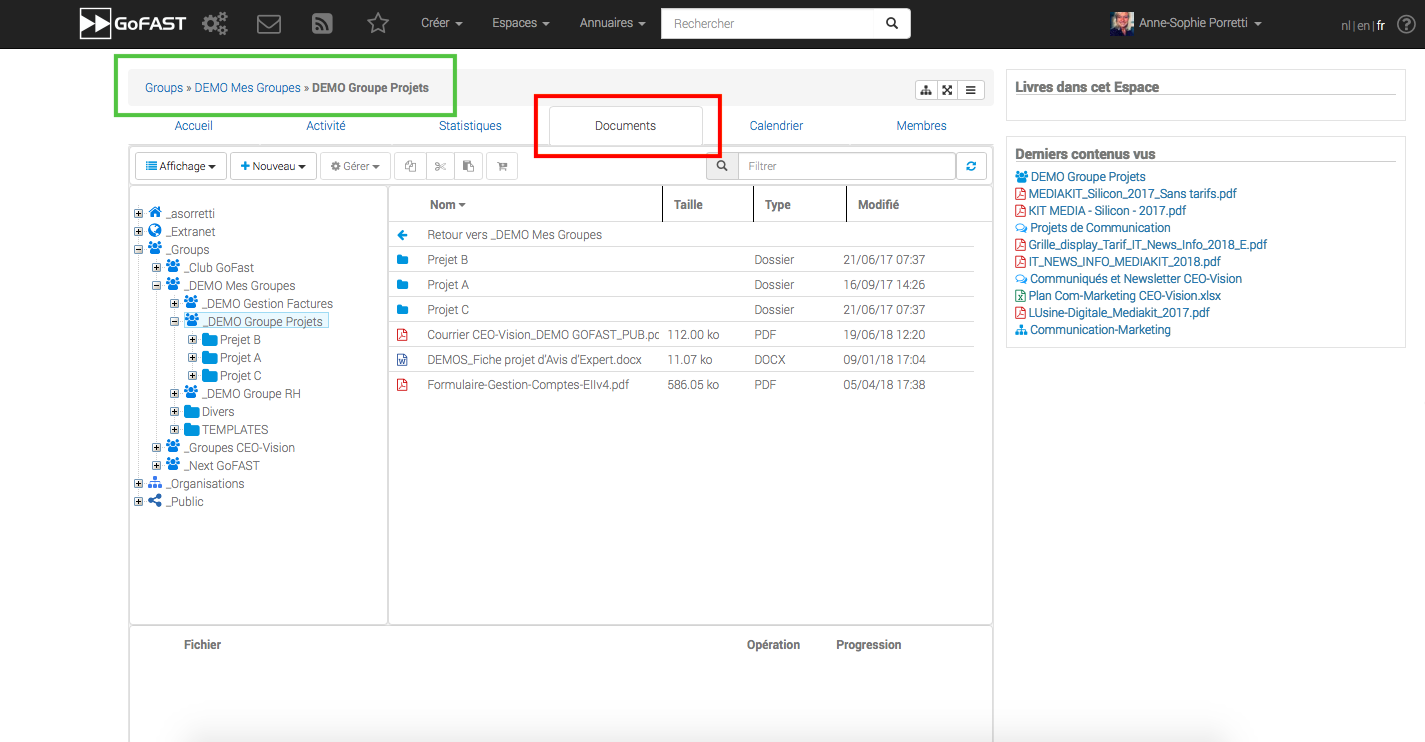 GoFAST Créer Espaces Annuaires Rechercher Anne-Sophie Porretti nl | en | fr ?
Groups » DEMO Mes Groupes » DEMO Groupe Projets
Accueil Activité Statistiques Documents Calendrier Membres
Affichage Nouveau Gérer Filtrer
_asorretti
_Extranet
_Groups
_Club GoFast
_DEMO Mes Groupes
_DEMO Gestion Factures
_DEMO Groupe Projets
Prejet B
Projet A
Projet C
_DEMO Groupe RH
Divers
TEMPLATES
_Groupes CEO-Vision
_Next GoFAST
_Organisations
_Public
Nom Taille Type Modifié
Retour vers _DEMO Mes Groupes
Prejet B Dossier 21/06/17 07:37
Projet A Dossier 16/09/17 14:26
Projet C Dossier 21/06/17 07:37
Courrier CEO-Vision_DEMO GOFAST_PUB.pc 112.00 ko PDF 19/06/18 12:20
DEMOS_Fiche projet d'Avis d'Expert.docx 11.07 ko DOCX 09/01/18 17:04
Formulaire-Gestion-Comptes-EIIv4.pdf 586.05 ko PDF 05/04/18 17:38
Fichier Opération Progression
Livres dans cet Espace
Derniers contenus vus
DEMO Groupe Projets
MEDIAKIT_Silicon_2017_Sans tarifs.pdf
KIT MEDIA - Silicon - 2017.pdf
Projets de Communication
Grille_display_Tarif_IT_News_Info_2018_E.pdf
IT_NEWS_INFO_MEDIAKIT_2018.pdf
Communiqués et Newsletter CEO-Vision
Plan Com-Marketing CEO-Vision.xlsx
LUsine-Digitale_Mediakit_2017.pdf
Communication-Marketing